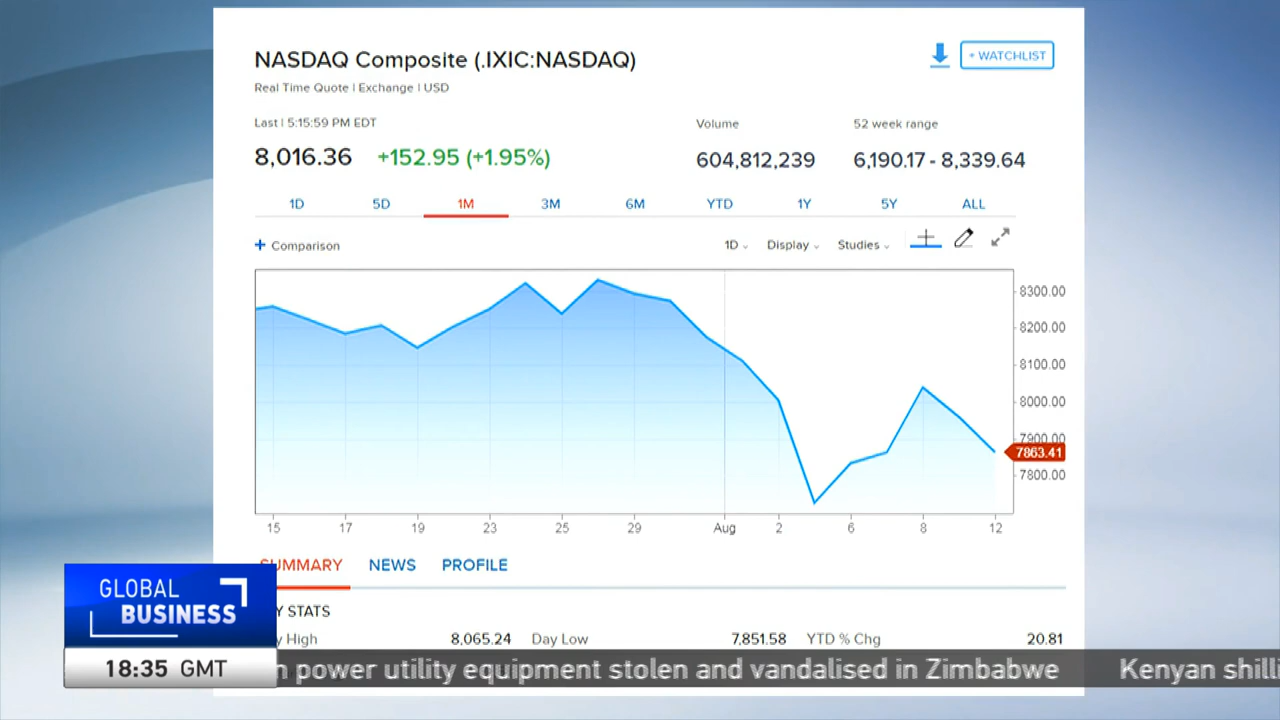 NASDAQ Composite (.IXIC:NASDAQ)
+ WATCHLIST
Real Time Quote | Exchange | USD
Last | 5:15:59 PM EDT
Volume
52 week range
8,016.36 +152.95 (+1.95%)
604,812,239
6,190.17 - 8,339.64
1D 5D 1M 3M 6M YTD 1Y 5Y ALL
+ Comparison
1D Display Studies
8300.00
8200.00
8100.00
8000.00
7900.00
7863.41
7800.00
15 17 19 23 25 29 Aug 2 6 8 12
SUMMARY NEWS PROFILE
STATS
High 8,065.24 Day Low 7,851.58 YTD % Chg 20.81
GLOBAL
BUSINESS
18:35 GMT
power utility equipment stolen and vandalised in Zimbabwe Kenyan